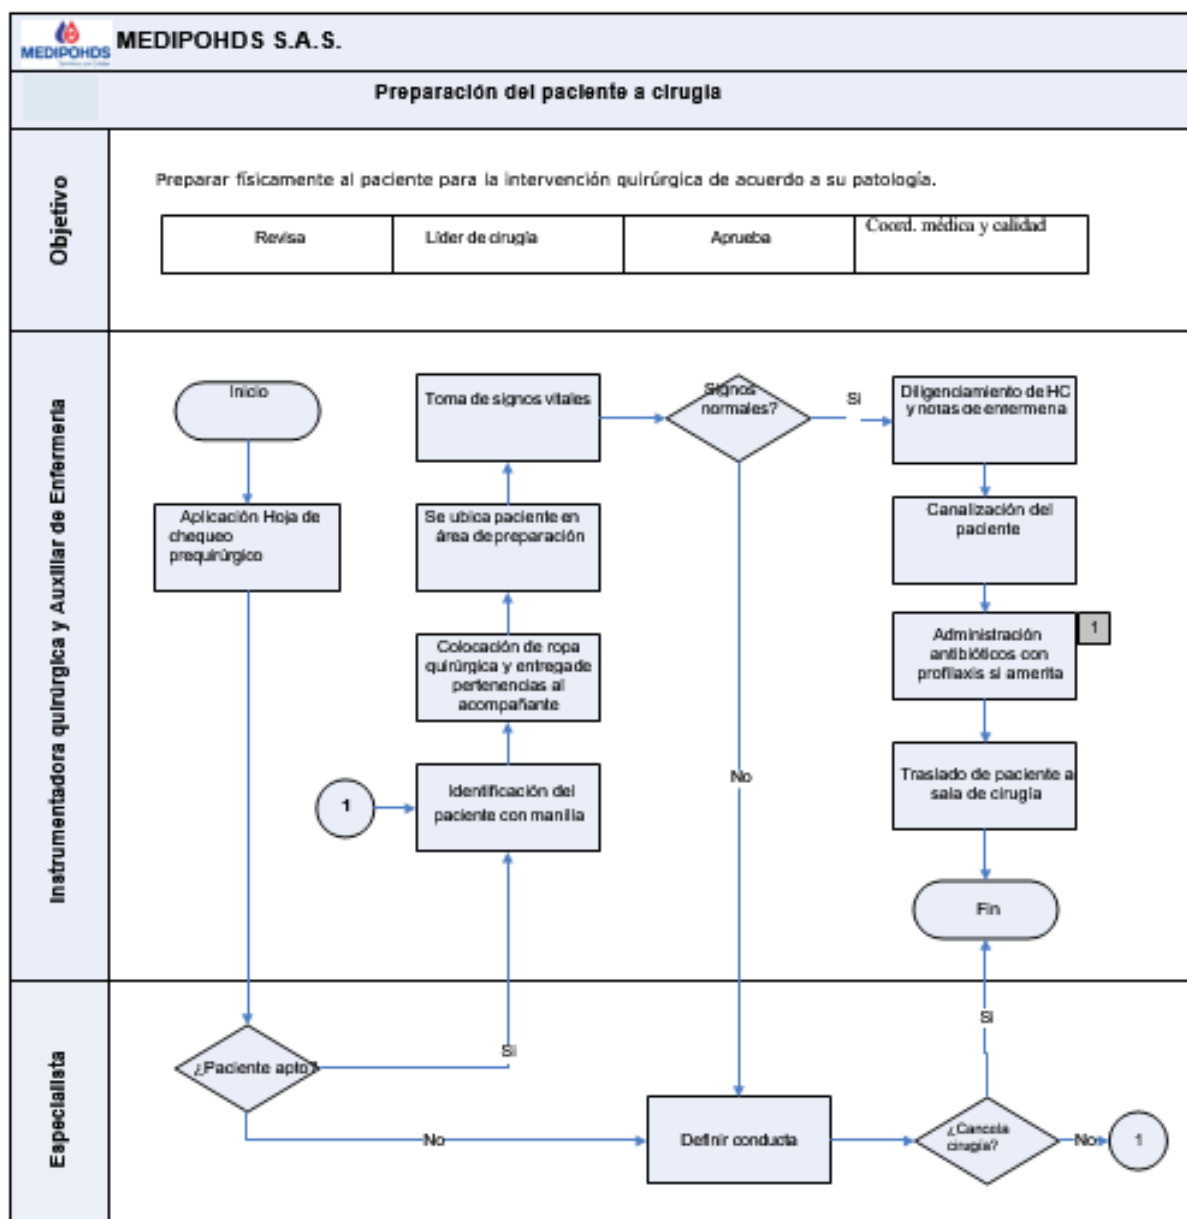 MEDIPOHDS
MEDIPOHDS S.A.S.
Preparación del paciente a cirugia
Objetivo
Preparar físicamente al paciente para la intervención quirúrgica de acuerdo a su patología.
Revisa
Líder de cirugía
Aprueba
Coord. médica y calidad
Instrumentadora quirúrgica y Auxiliar de Enfermería
Inicio
Aplicación Hoja de
chequeo
prequirúrgico
Toma de signos vitales
Se ubica paciente en
área de preparación
Colocación de ropa
quirúrgica y entrega de
pertenencias al
acompañante
Identificación del
paciente con manilla
1
Signos
normales?
Si
No
Diligenciamiento de HC
y notas de enfermería
Canalización del
paciente
Administración
antibióticos con
profilaxis si amerita
1
Traslado de paciente a
sala de cirugía
Fin
Especialista
¿Paciente apto?
Si
No
Definir conducta
¿Cancela
cirugía?
Si
No
1